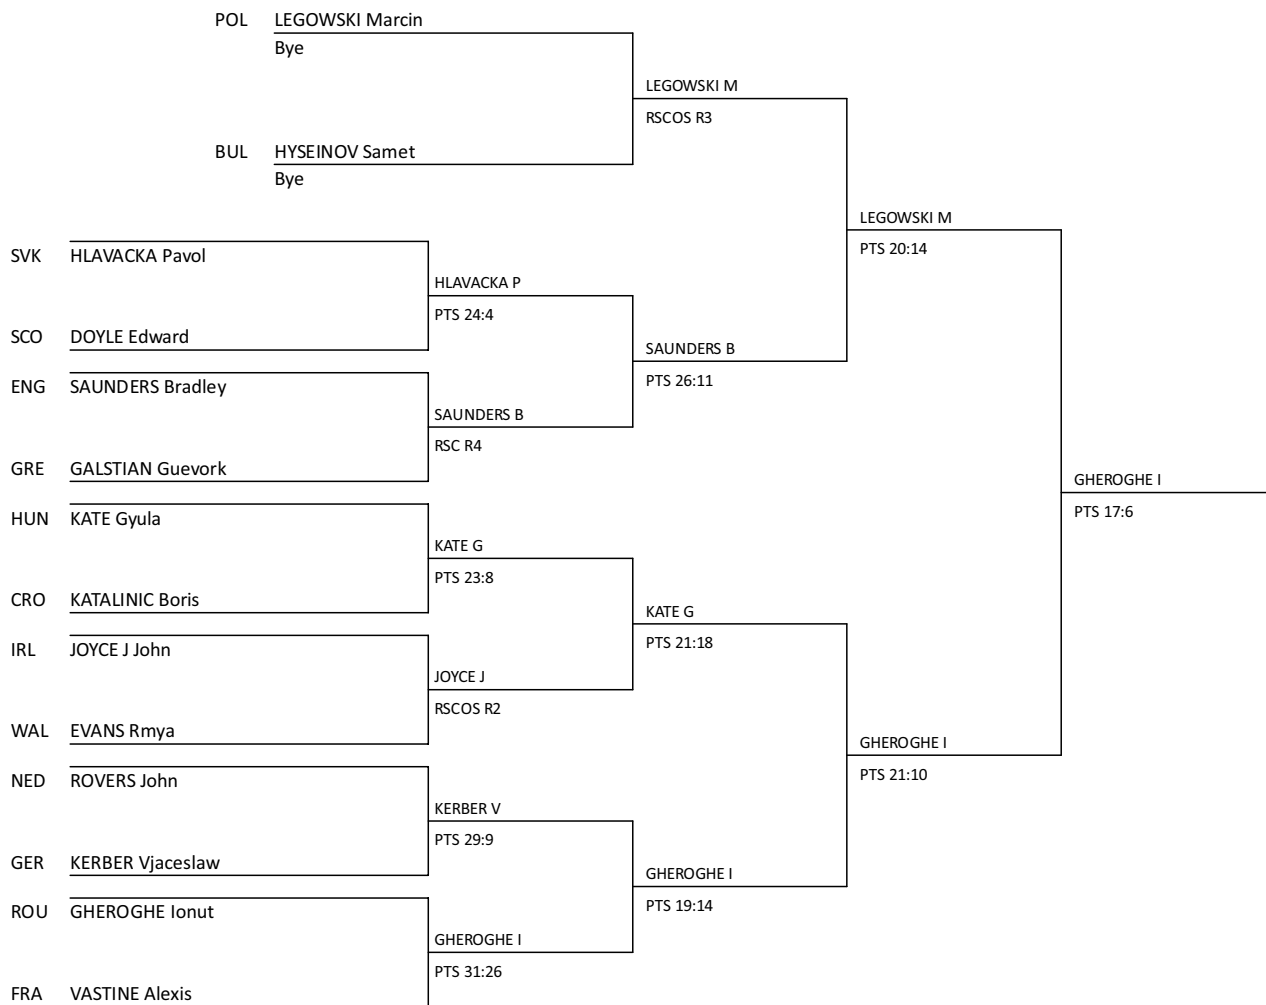 POL LEGOWSKI Marcin
Bye
LEGOWSKI M
RSCOS R3
BUL HYSEINOV Samet
Bye
LEGOWSKI M
PTS 20:14
SVK HLAVACKA Pavol
HLAVACKA P
PTS 24:4
SCO DOYLE Edward
SAUNDERS B
PTS 26:11
ENG SAUNDERS Bradley
SAUNDERS B
RSC R4
GRE GALSTIAN Guevork
GHEROGHE I
PTS 17:6
HUN KATE Gyula
KATE G
PTS 23:8
CRO KATALINIC Boris
KATE G
PTS 21:18
IRL JOYCE J John
JOYCE J
RSCOS R2
WAL EVANS Rmya
GHEROGHE I
PTS 21:10
NED ROVERS John
KERBER V
PTS 29:9
GER KERBER Vjaceslaw
GHEROGHE I
PTS 19:14
ROU GHEROGHE Ionut
GHEROGHE I
PTS 31:26
FRA VASTINE Alexis